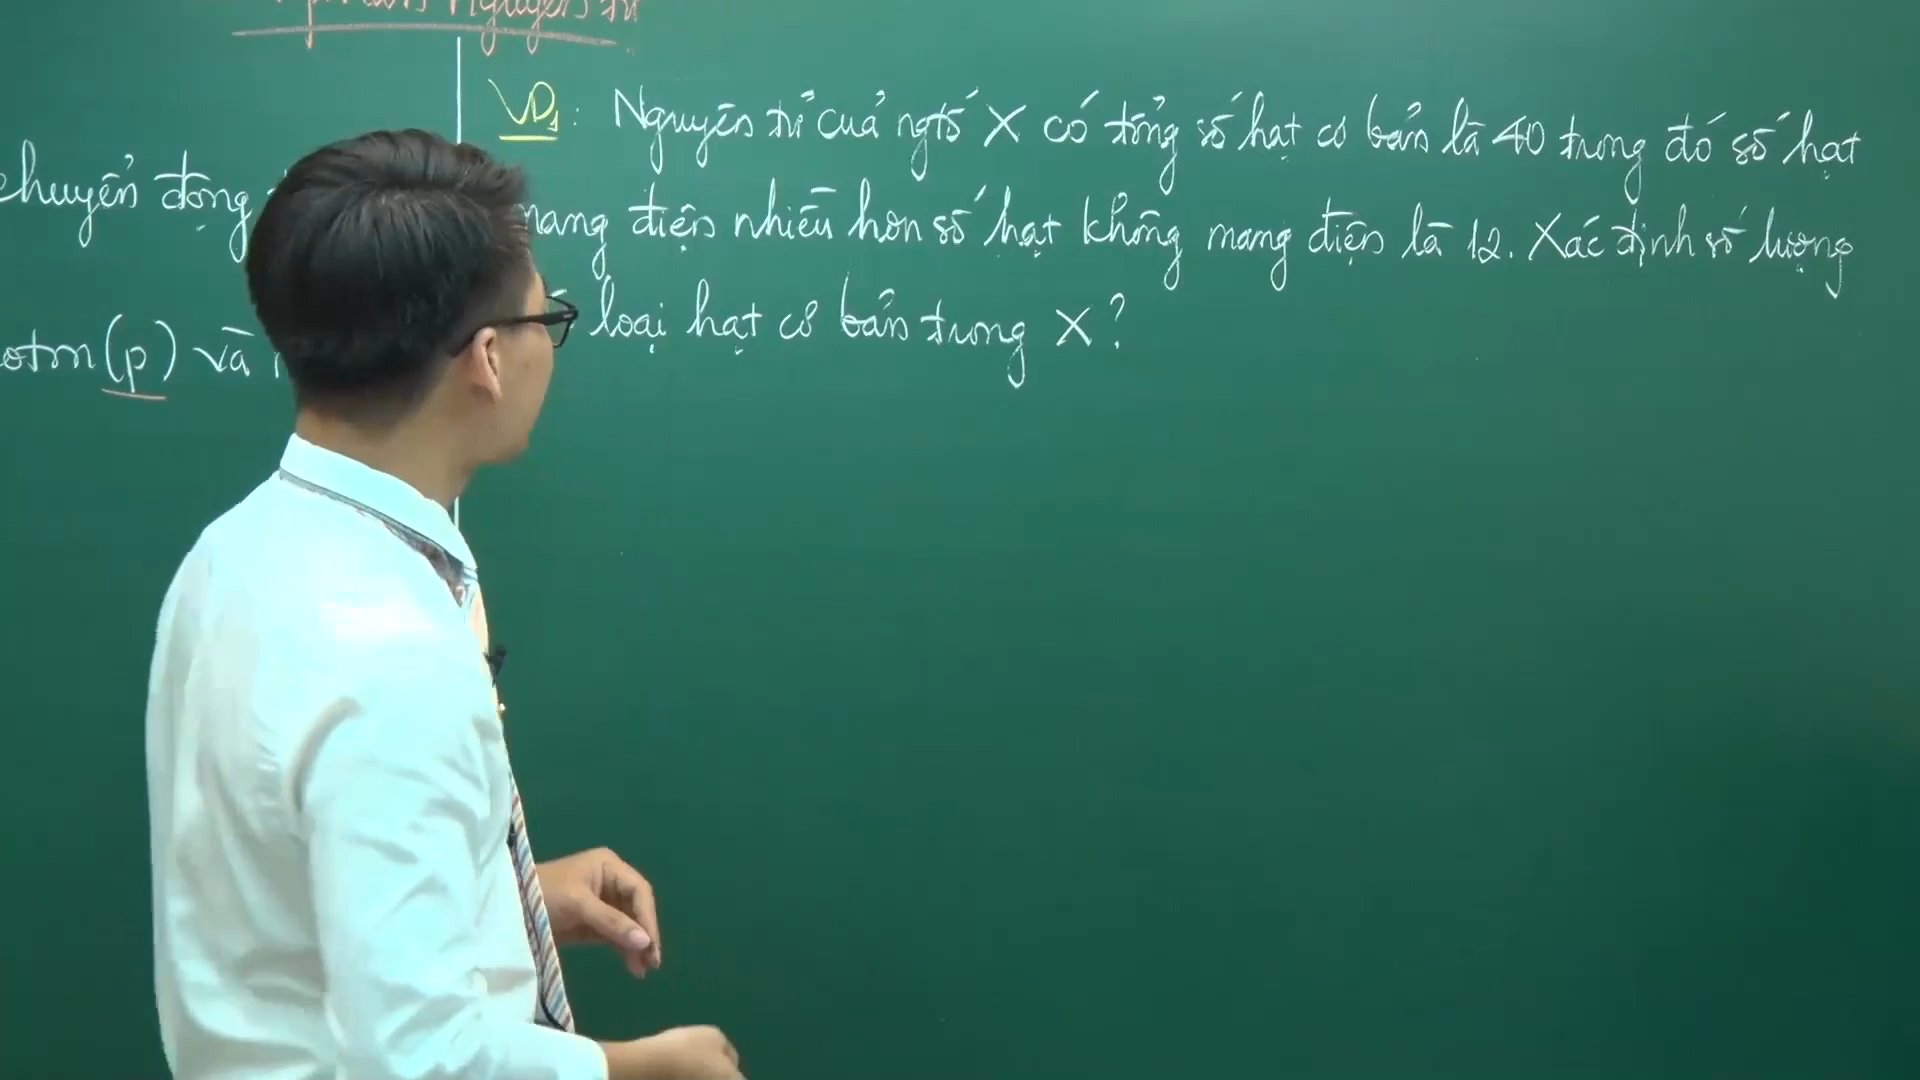 Nguyên tử
chuyển động
(p) và
VD1: Nguyên tử của ngtố X có tổng số hạt cơ bản là 40 trong đó số hạt
mang điện nhiều hơn số hạt không mang điện là 12. Xác định số lượng
loại hạt cơ bản trong X?